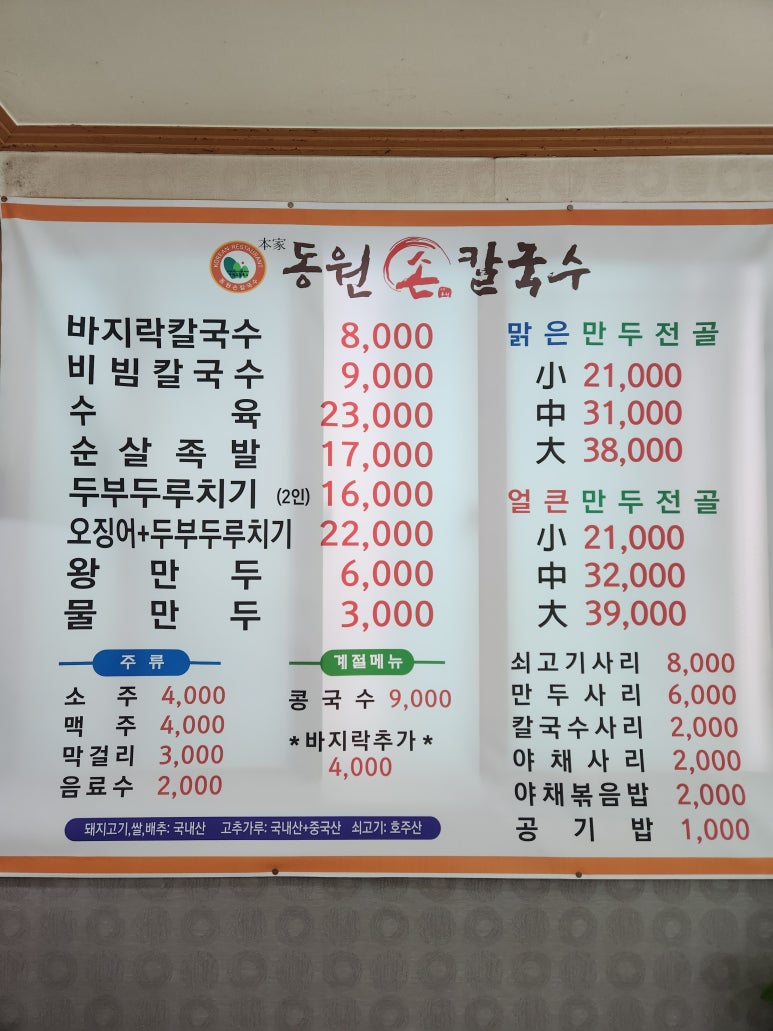 KOREAN RESTAURANT
동원손칼국수
本家 동원 손 칼국수
바지락칼국수 8,000
비빔칼국수 9,000
수육 23,000
순살족발 17,000
두부두루치기 (2인) 16,000
오징어+두부두루치기 22,000
왕만두 6,000
물만두 3,000
주류
소주 4,000
맥주 4,000
막걸리 3,000
음료수 2,000
계절메뉴
콩국수 9,000
*바지락추가*
4,000
돼지고기,쌀,배추: 국내산 고추가루: 국내산+중국산 쇠고기: 호주산
맑은만두전골
小 21,000
中 31,000
大 38,000
얼큰만두전골
小 21,000
中 32,000
大 39,000
쇠고기사리 8,000
만두사리 6,000
칼국수사리 2,000
야채사리 2,000
야채볶음밥 2,000
공기밥 1,000